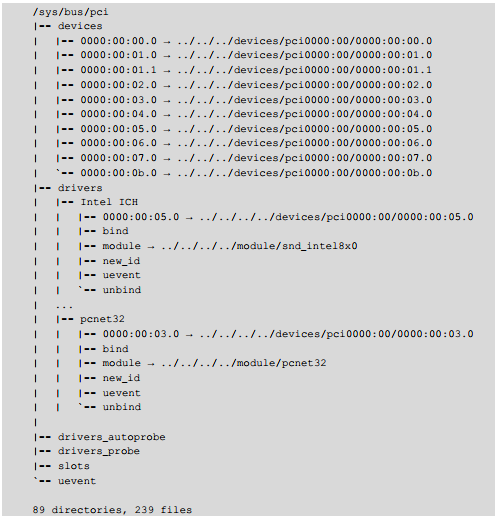 /sys/bus/pci
|-- devices
|   |-- 0000:00:00.0 → ../../../devices/pci0000:00/0000:00:00.0
|   |-- 0000:00:01.0 → ../../../devices/pci0000:00/0000:00:01.0
|   |-- 0000:00:01.1 → ../../../devices/pci0000:00/0000:00:01.1
|   |-- 0000:00:02.0 → ../../../devices/pci0000:00/0000:00:02.0
|   |-- 0000:00:03.0 → ../../../devices/pci0000:00/0000:00:03.0
|   |-- 0000:00:04.0 → ../../../devices/pci0000:00/0000:00:04.0
|   |-- 0000:00:05.0 → ../../../devices/pci0000:00/0000:00:05.0
|   |-- 0000:00:06.0 → ../../../devices/pci0000:00/0000:00:06.0
|   |-- 0000:00:07.0 → ../../../devices/pci0000:00/0000:00:07.0
|   `-- 0000:00:0b.0 → ../../../devices/pci0000:00/0000:00:0b.0
|-- drivers
|   |-- Intel ICH
|   |   |-- 0000:00:05.0 → ../../../../devices/pci0000:00/0000:00:05.0
|   |   |-- bind
|   |   |-- module → ../../../../module/snd_intel8x0
|   |   |-- new_id
|   |   |-- uevent
|   |   `-- unbind
|   ...
|   |-- pcnet32
|   |   |-- 0000:00:03.0 → ../../../../devices/pci0000:00/0000:00:03.0
|   |   |-- bind
|   |   |-- module → ../../../../module/pcnet32
|   |   |-- new_id
|   |   |-- uevent
|   |   `-- unbind
|
|-- drivers_autoprobe
|-- drivers_probe
|-- slots
`-- uevent

89 directories, 239 files